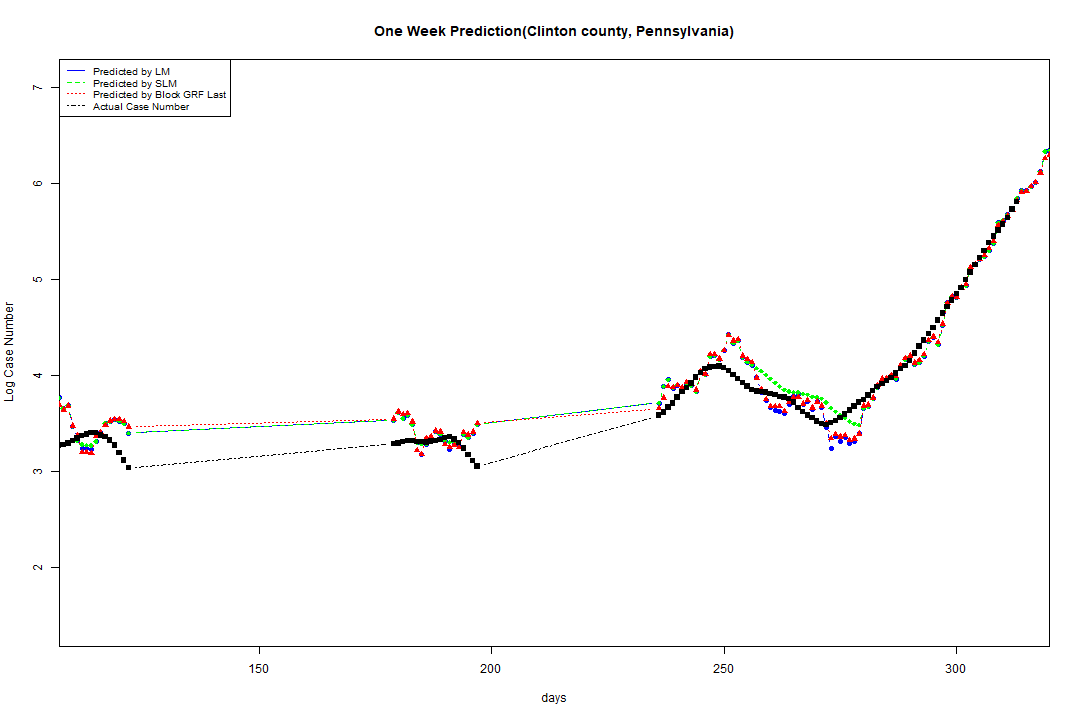 One Week Prediction(Clinton county, Pennsylvania)
Predicted by LM
Predicted by SLM
Predicted by Block GRF Last
Actual Case Number
7
6
5
4
3
2
Log Case Number
150 200 250 300
days